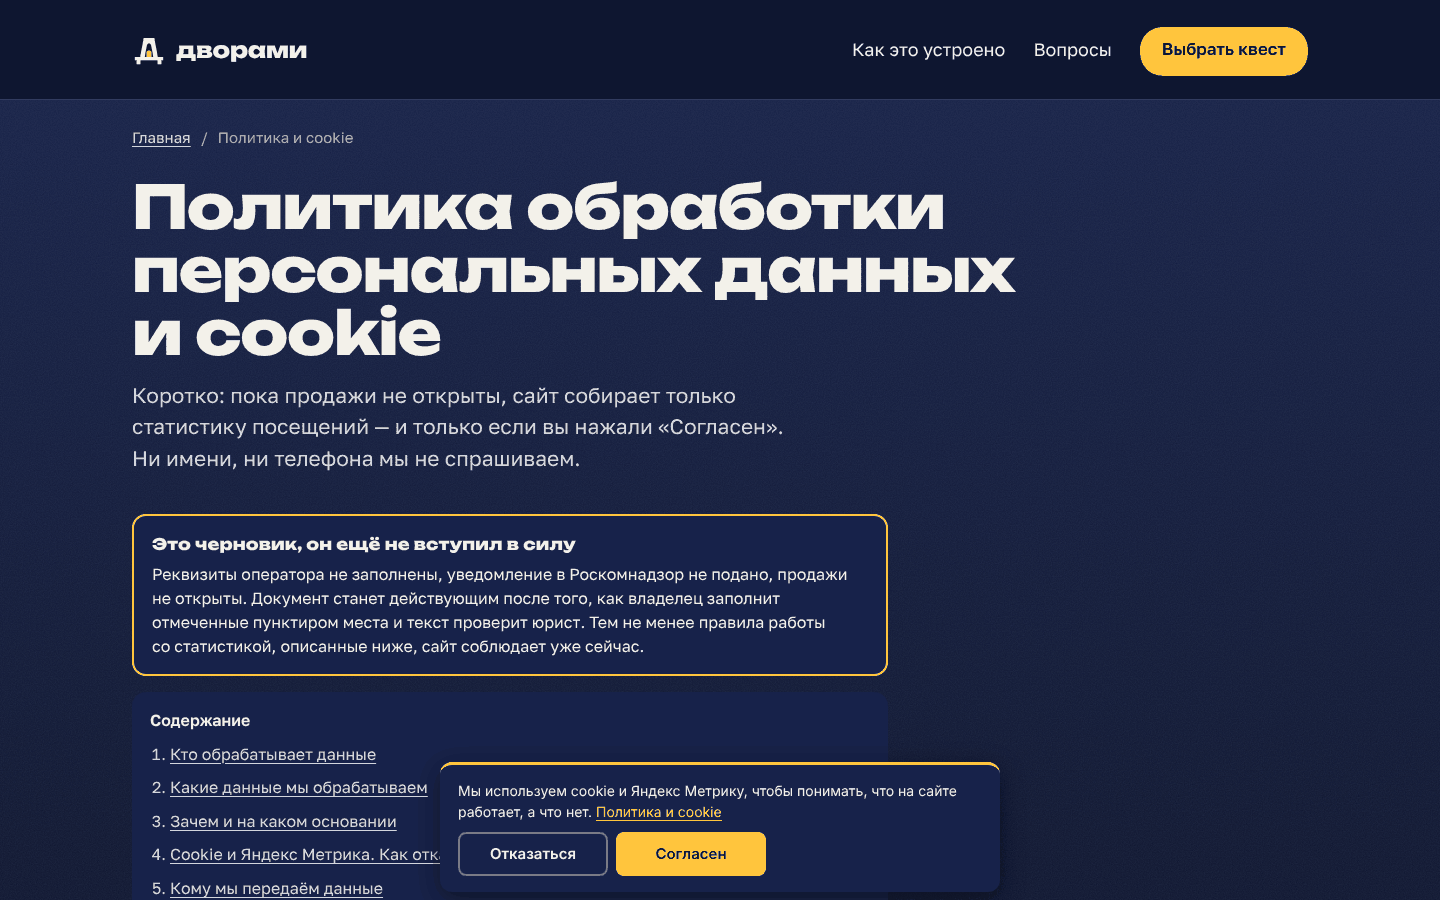 дворами
Как это устроено
Вопросы
Выбрать квест
Главная / Политика и cookie
Политика обработки
персональных данных
и cookie
Коротко: пока продажи не открыты, сайт собирает только
статистику посещений — и только если вы нажали «Согласен».
Ни имени, ни телефона мы не спрашиваем.
Это черновик, он ещё не вступил в силу
Реквизиты оператора не заполнены, уведомление в Роскомнадзор не подано, продажи
не открыты. Документ станет действующим после того, как владелец заполнит
отмеченные пунктиром места и текст проверит юрист. Тем не менее правила работы
со статистикой, описанные ниже, сайт соблюдает уже сейчас.
Содержание
1. Кто обрабатывает данные
2. Какие данные мы обрабатываем
3. Зачем и на каком основании
4. Cookie и Яндекс Метрика. Как
5. Кому мы передаём данные
Мы используем cookie и Яндекс Метрику, чтобы понимать, что на сайте
работает, а что нет. Политика и cookie
Отказаться
Согласен